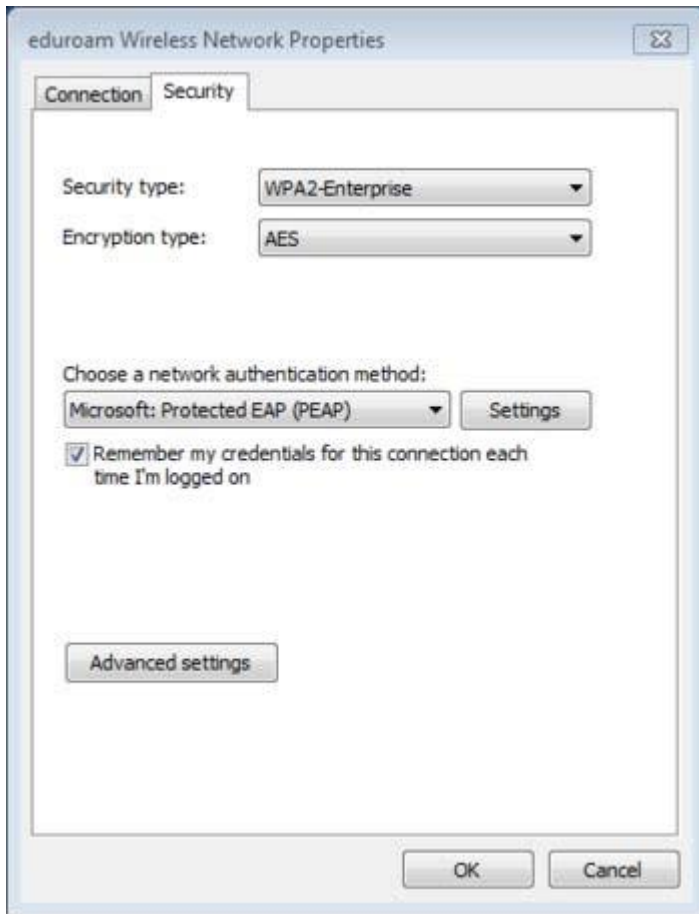 eduroam Wireless Network Properties
Connection Security
Security type: WPA2-Enterprise
Encryption type: AES
Choose a network authentication method:
Microsoft: Protected EAP (PEAP) Settings
Remember my credentials for this connection each
time I'm logged on
Advanced settings
OK Cancel